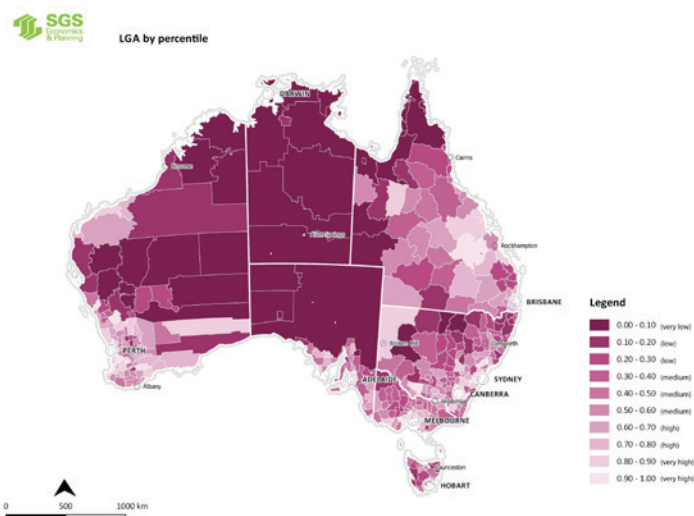 SGS
Economics
& Planning
LGA by percentile
DARWIN
Cairns
Broome
Alice Springs
Rockhampton
BRISBANE
Legend
0.00 - 0.10 (very low)
0.10 - 0.20 (low)
0.20 - 0.30 (low)
0.30 - 0.40 (medium)
0.40 - 0.50 (medium)
0.50 - 0.60 (medium)
0.60 - 0.70 (high)
0.70 - 0.80 (high)
0.80 - 0.90 (very high)
0.90 - 1.00 (very high)
Broken Hill
Tamworth
PERTH
Albany
ADELAIDE
SYDNEY
CANBERRA
MELBOURNE
Launceston
HOBART
0 500 1000 km